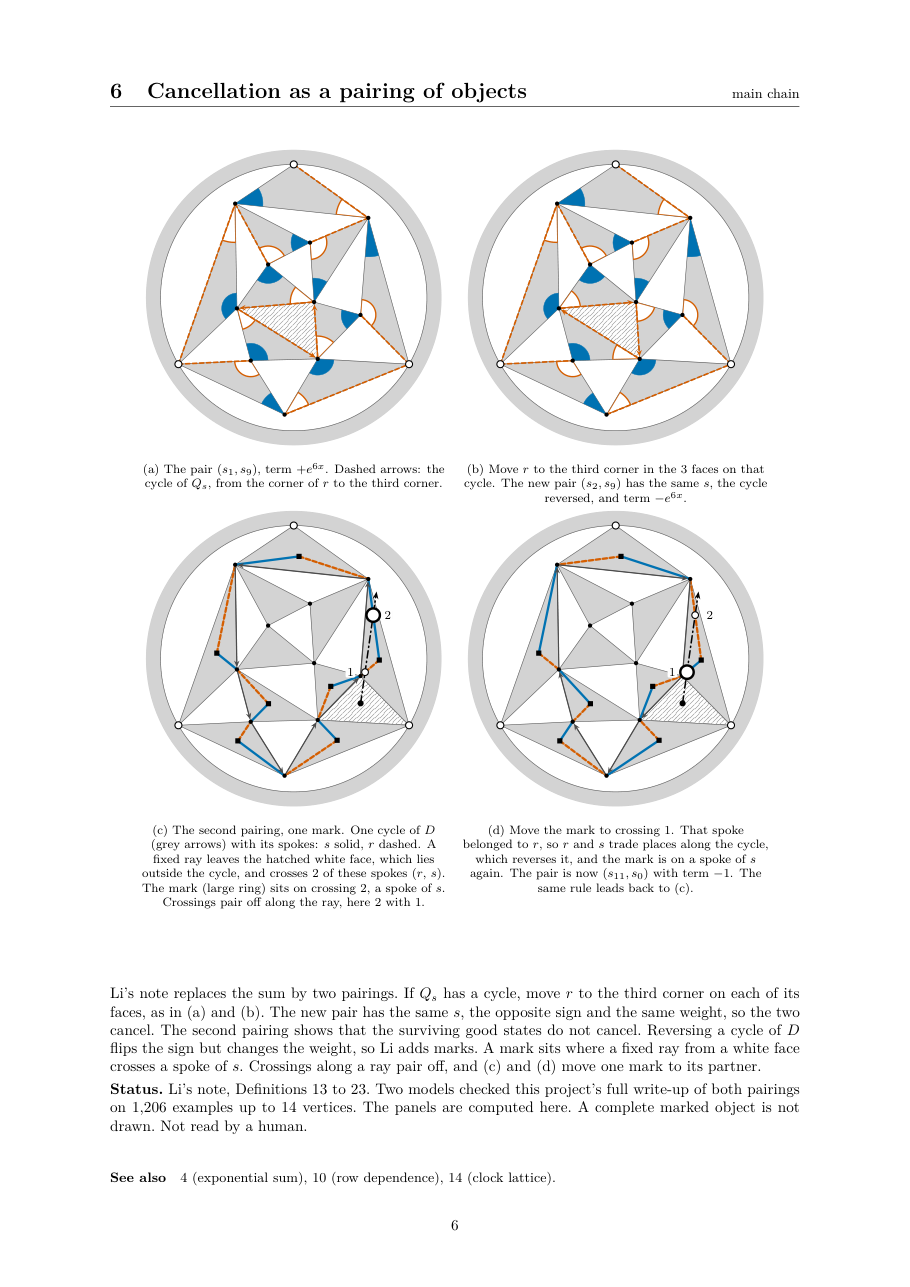 6 Cancellation as a pairing of objects main chain
(a) The pair (s₁, s₉), term +e⁶ˣ. Dashed arrows: the
cycle of Qₛ, from the corner of r to the third corner.
(b) Move r to the third corner in the 3 faces on that
cycle. The new pair (s₂, s₉) has the same s, the cycle
reversed, and term −e⁶ˣ.
2
1
2
1
(c) The second pairing, one mark. One cycle of D
(grey arrows) with its spokes: s solid, r dashed. A
fixed ray leaves the hatched white face, which lies
outside the cycle, and crosses 2 of these spokes (r, s).
The mark (large ring) sits on crossing 2, a spoke of s.
Crossings pair off along the ray, here 2 with 1.
(d) Move the mark to crossing 1. That spoke
belonged to r, so r and s trade places along the cycle,
which reverses it, and the mark is on a spoke of s
again. The pair is now (s₁₁, s₀) with term −1. The
same rule leads back to (c).
Li's note replaces the sum by two pairings. If Qₛ has a cycle, move r to the third corner on each of its
faces, as in (a) and (b). The new pair has the same s, the opposite sign and the same weight, so the two
cancel. The second pairing shows that the surviving good states do not cancel. Reversing a cycle of D
flips the sign but changes the weight, so Li adds marks. A mark sits where a fixed ray from a white face
crosses a spoke of s. Crossings along a ray pair off, and (c) and (d) move one mark to its partner.
Status. Li's note, Definitions 13 to 23. Two models checked this project's full write-up of both pairings
on 1,206 examples up to 14 vertices. The panels are computed here. A complete marked object is not
drawn. Not read by a human.
See also 4 (exponential sum), 10 (row dependence), 14 (clock lattice).
6